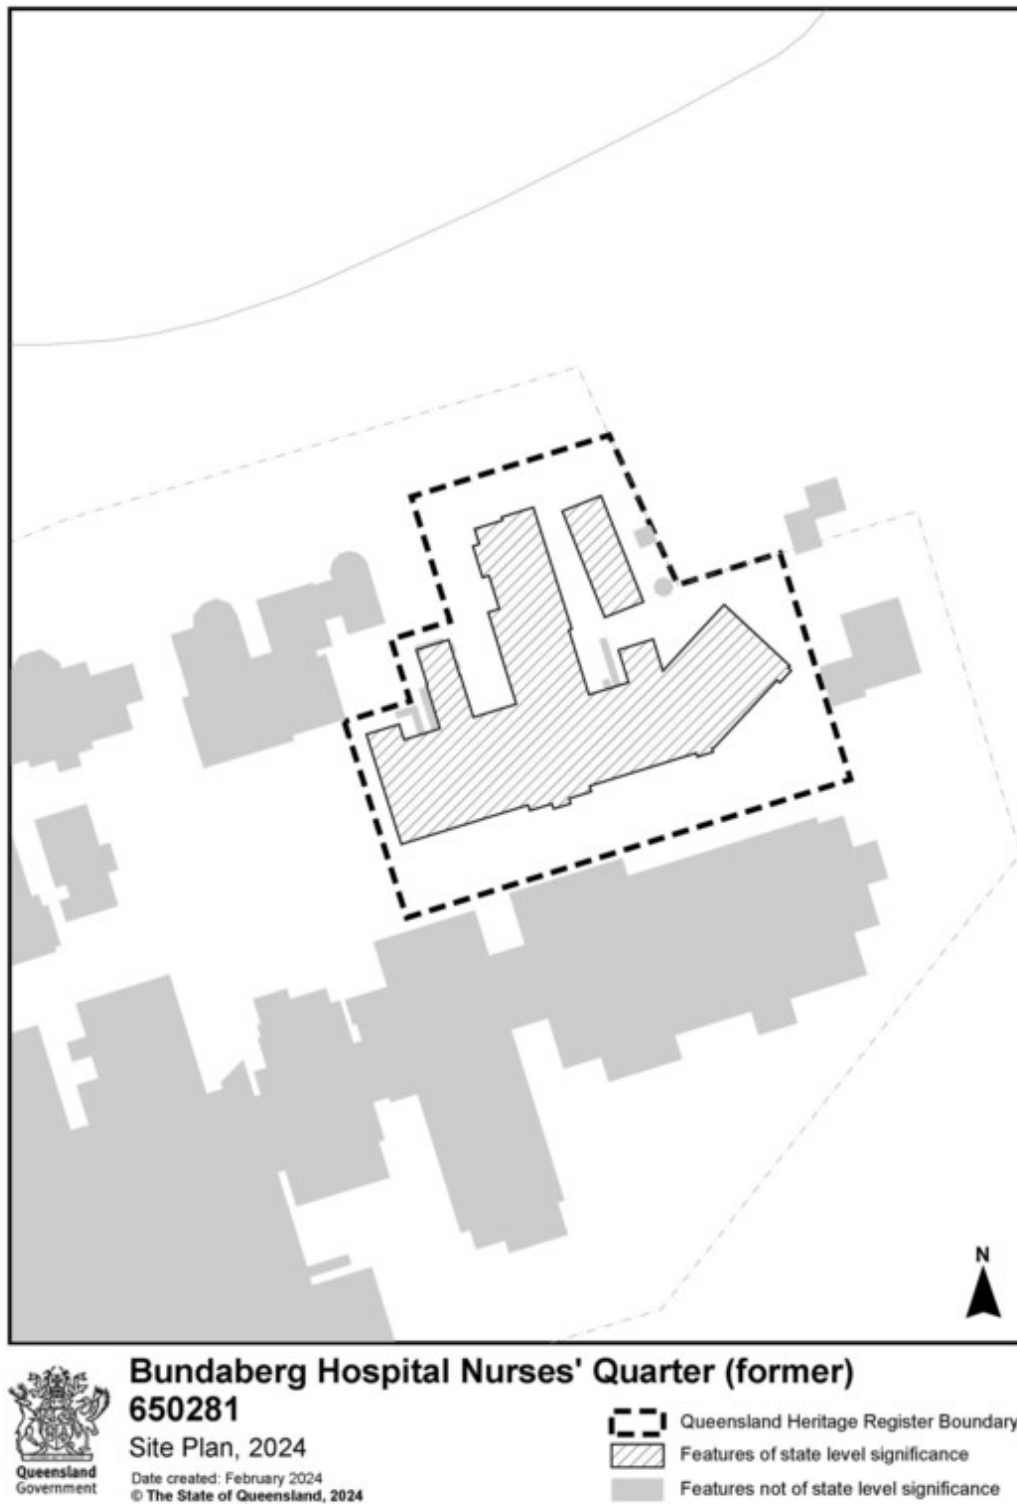 N
Bundaberg Hospital Nurses' Quarter (former)
650281
Site Plan, 2024
Date created: February 2024
© The State of Queensland, 2024
Queensland
Government
Queensland Heritage Register Boundary
Features of state level significance
Features not of state level significance